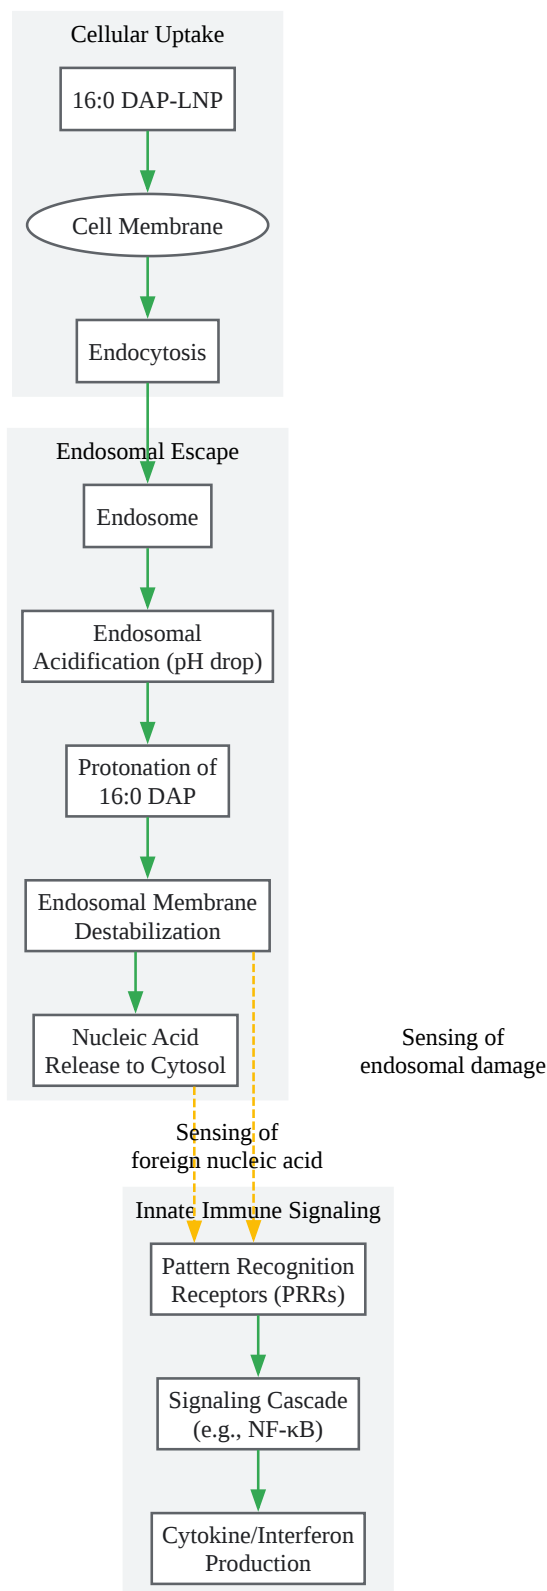 Cellular Uptake
16:0 DAP-LNP
Cell Membrane
Endocytosis
Endosomal Escape
Endosome
Endosomal
Acidification (pH drop)
Protonation of
16:0 DAP
Endosomal Membrane
Destabilization
Nucleic Acid
Release to Cytosol
Sensing of
endosomal damage
Sensing of
foreign nucleic acid
Innate Immune Signaling
Pattern Recognition
Receptors (PRRs)
Signaling Cascade
(e.g., NF-κB)
Cytokine/Interferon
Production